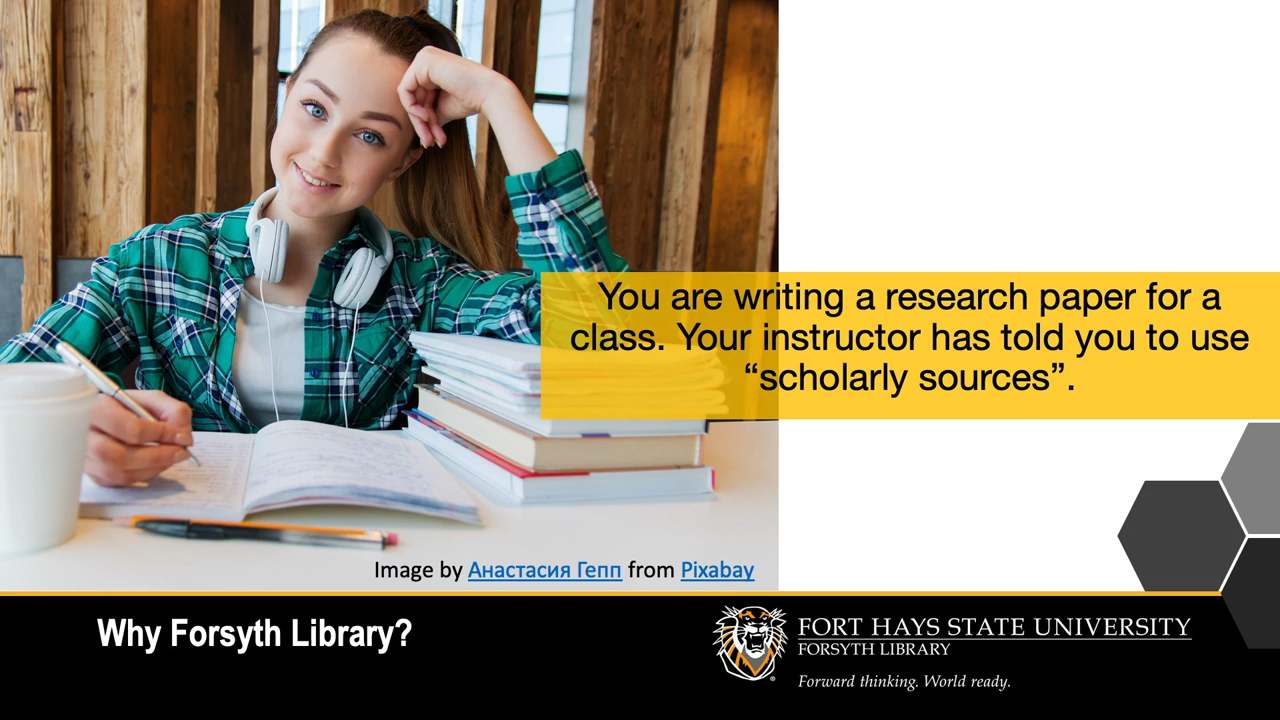 You are writing a research paper for a
class. Your instructor has told you to use
“scholarly sources”.
Image by Анастасия Гепп from Pixabay
Why Forsyth Library?
FORT HAYS STATE UNIVERSITY
FORSYTH LIBRARY
Forward thinking. World ready.